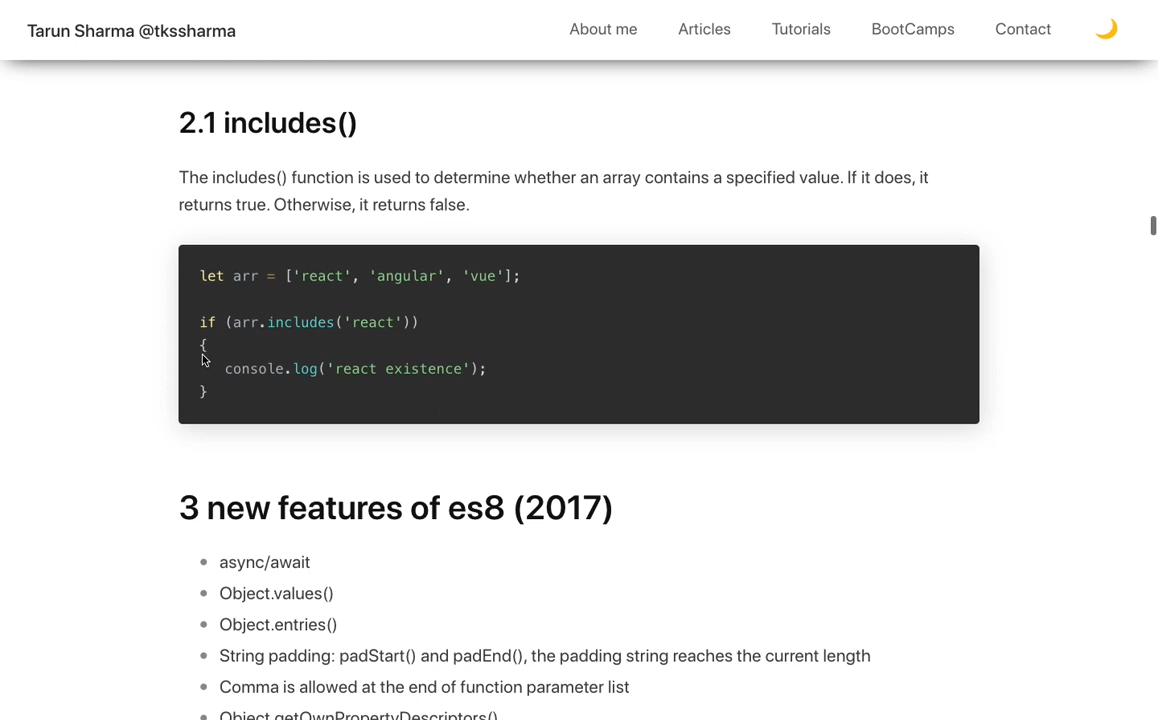 Tarun Sharma @tkssharma
About me
Articles
Tutorials
BootCamps
Contact
2.1 includes()
The includes() function is used to determine whether an array contains a specified value. If it does, it
returns true. Otherwise, it returns false.
let arr = ['react', 'angular', 'vue'];
if (arr.includes('react'))
{
console.log('react existence');
}
3 new features of es8 (2017)
async/await
Object.values()
Object.entries()
String padding: padStart() and padEnd(), the padding string reaches the current length
Comma is allowed at the end of function parameter list
Object.getOwnPropertyDescriptors()